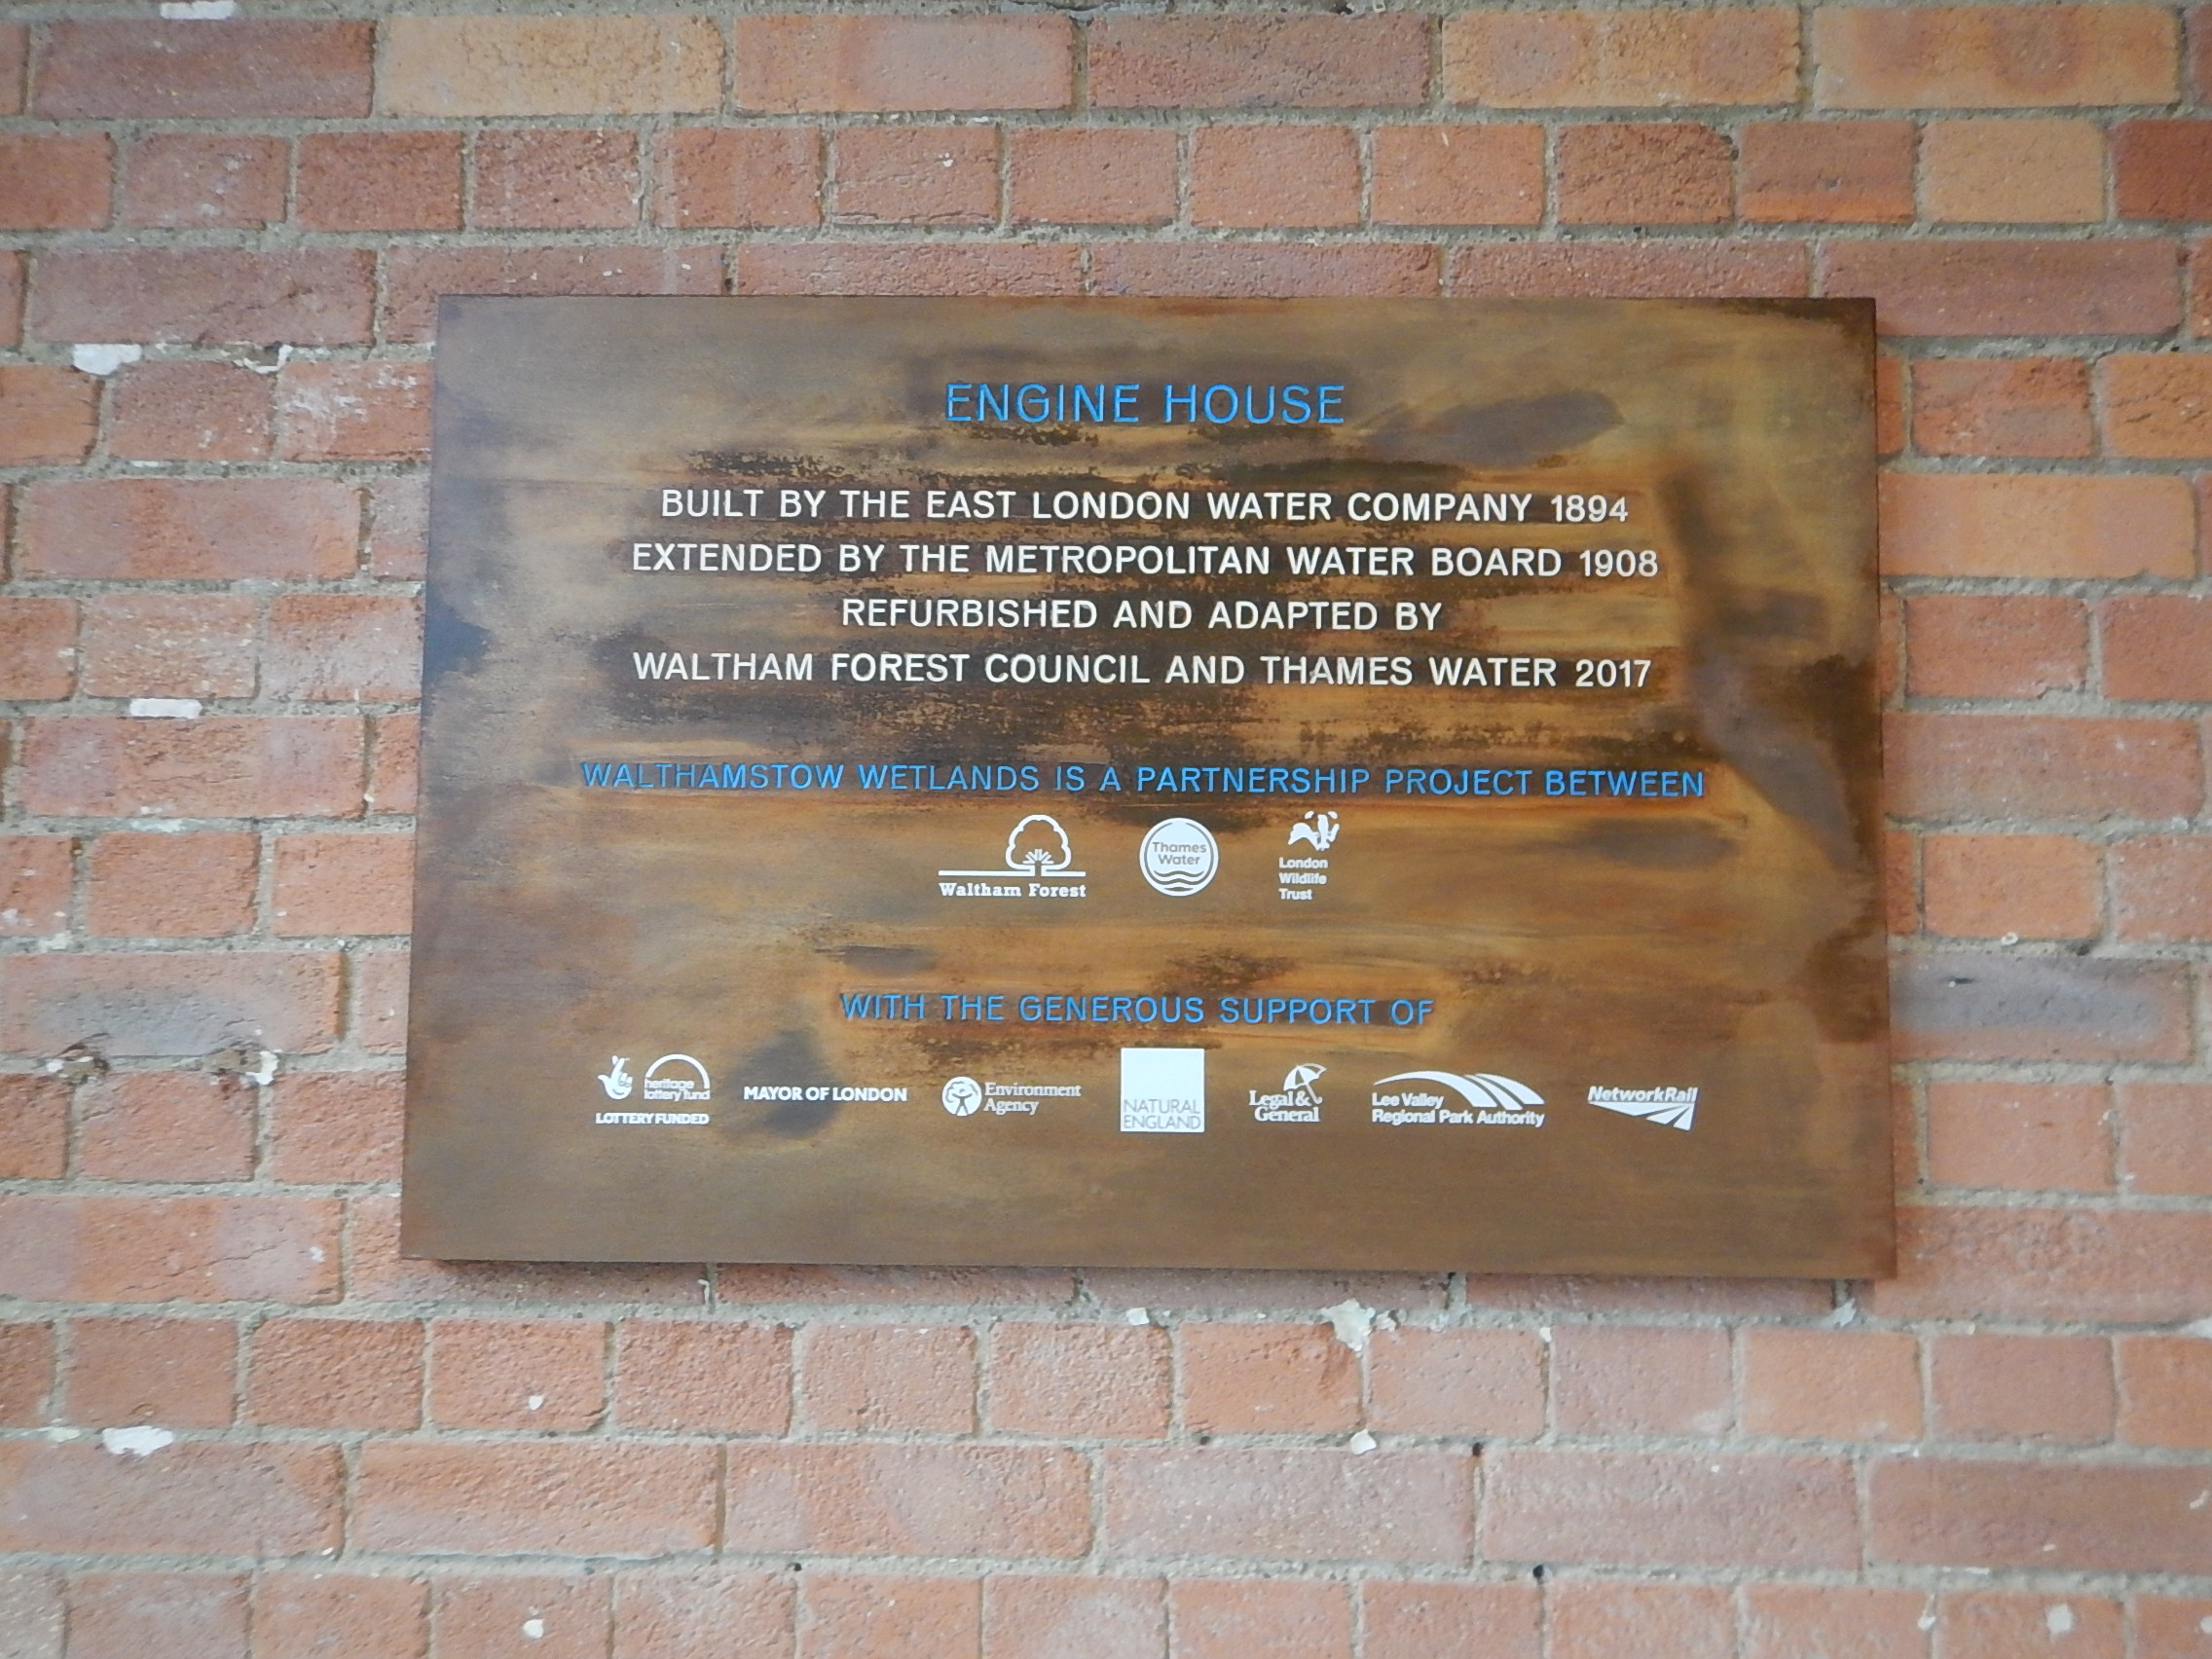 ENGINE HOUSE
BUILT BY THE EAST LONDON WATER COMPANY 1894
EXTENDED BY THE METROPOLITAN WATER BOARD 1908
REFURBISHED AND ADAPTED BY
WALTHAM FOREST COUNCIL AND THAMES WATER 2017
WALTHAMSTOW WETLANDS IS A PARTNERSHIP PROJECT BETWEEN
Waltham Forest
Thames
Water
London
Wildlife
Trust
WITH THE GENEROUS SUPPORT OF
heritage
lottery fund
LOTTERY FUNDED
MAYOR OF LONDON
Environment
Agency
NATURAL
ENGLAND
Legal &
General
Lee Valley
Regional Park Authority
NetworkRail